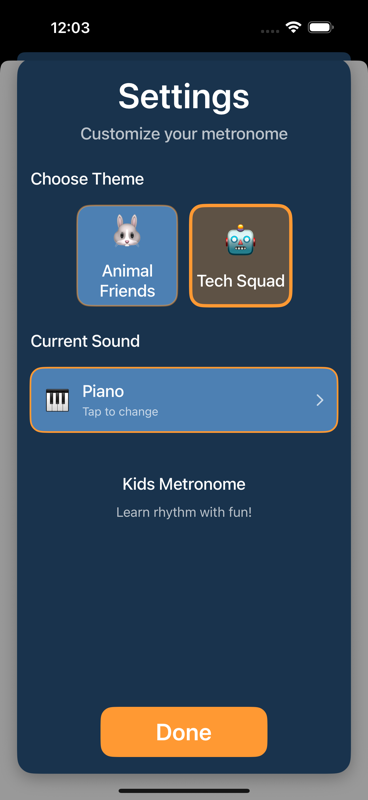 12:03
Settings
Customize your metronome
Choose Theme
Animal
Friends
Tech Squad
Current Sound
Piano
Tap to change
Kids Metronome
Learn rhythm with fun!
Done